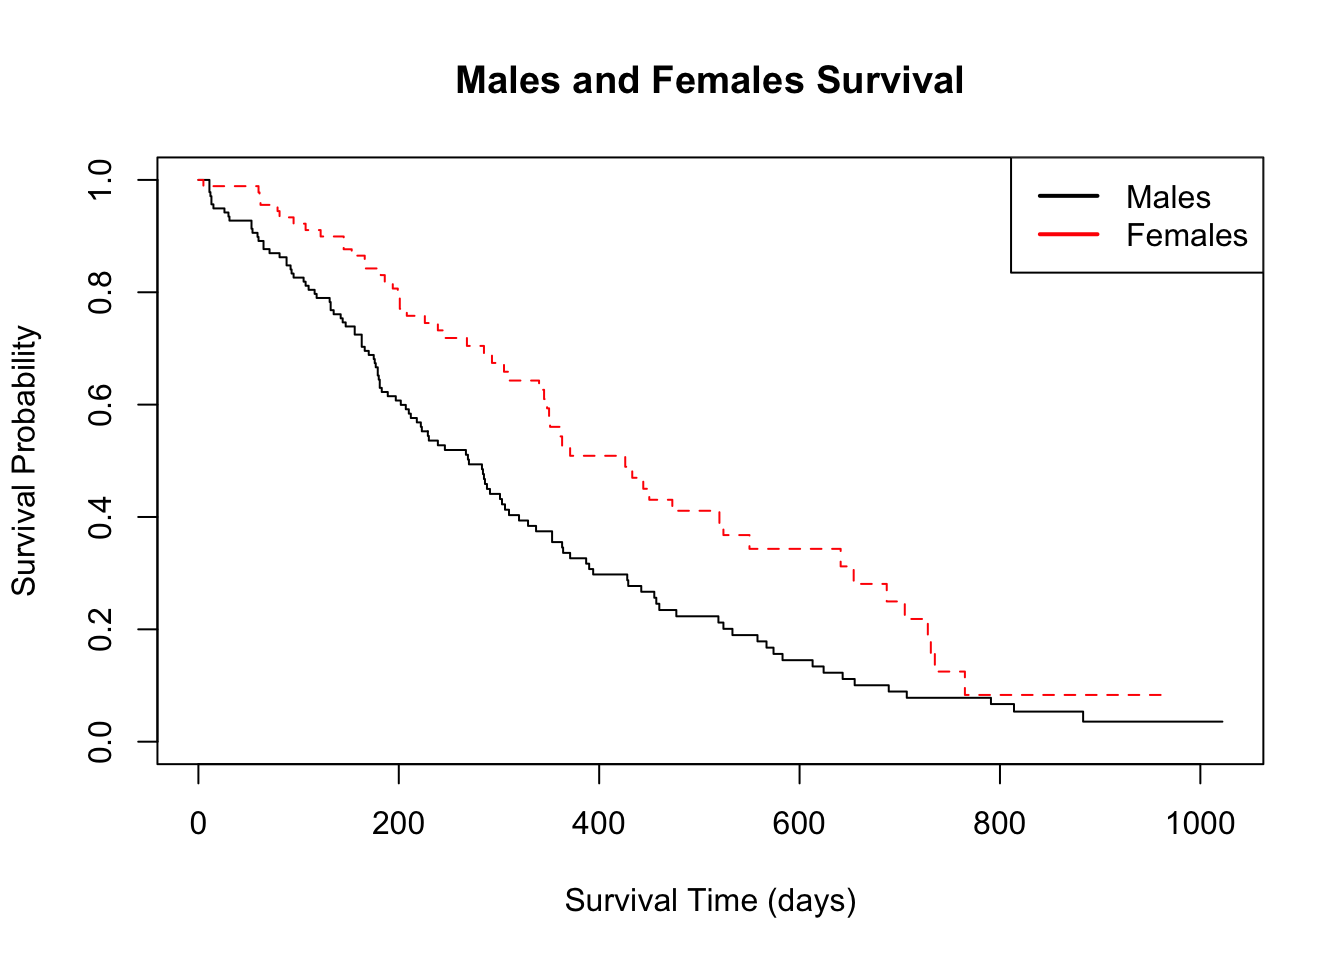 Males and Females Survival
Males
Females
Survival Probability
1.0
0.8
0.6
0.4
0.2
0.0
0
200
400
600
800
1000
Survival Time (days)